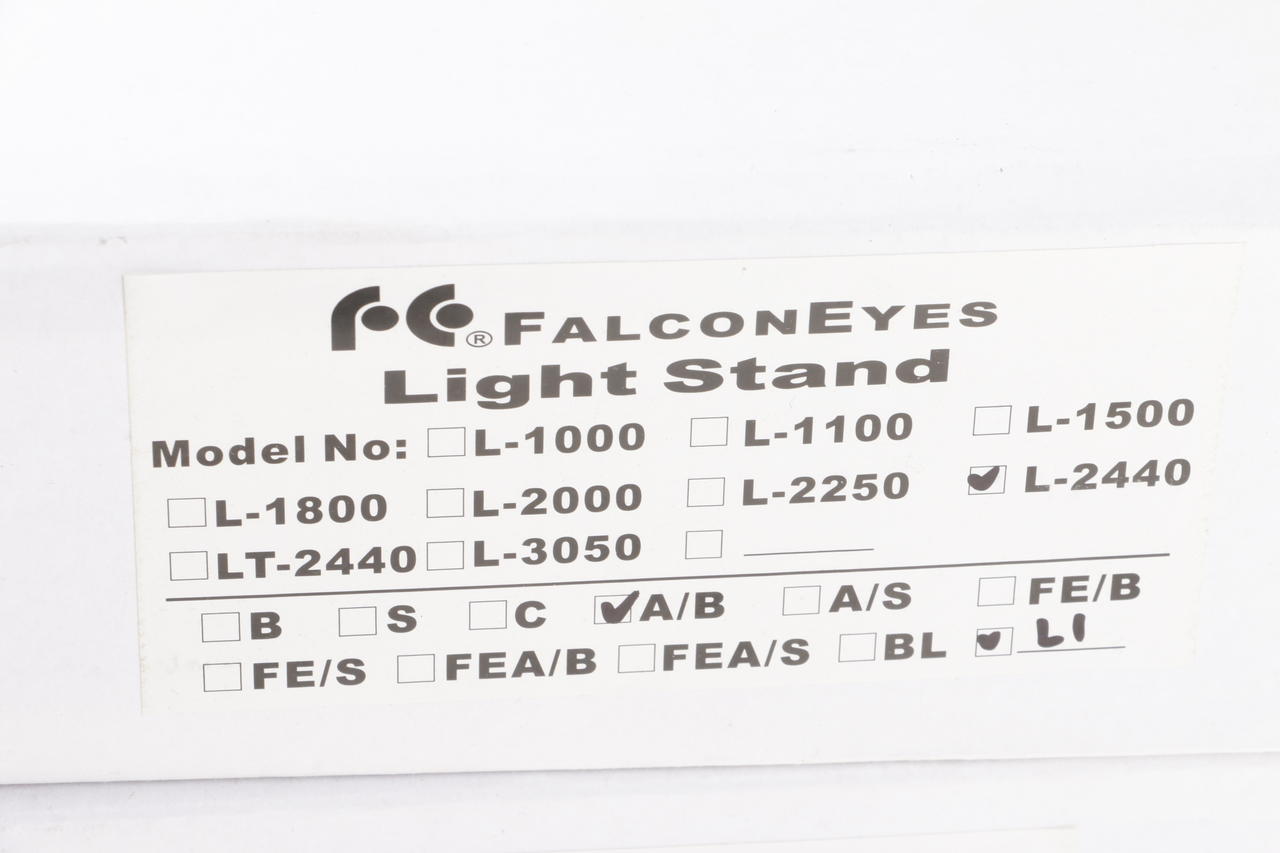 FC® FALCONEYES
Light Stand
Model No: ☐ L-1000 ☐ L-1100 ☐ L-1500
☐ L-1800 ☐ L-2000 ☐ L-2250 ☑ L-2440
☐ LT-2440 ☐ L-3050 ☐ ________
☐ B ☐ S ☐ C ☑ A/B ☐ A/S ☐ FE/B
☐ FE/S ☐ FEA/B ☐ FEA/S ☐ BL ☑ LI